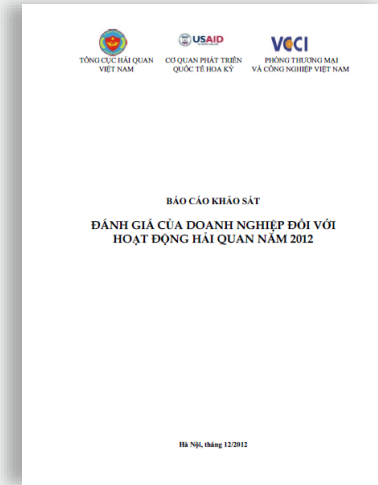 USAID
VCCI
TỔNG CỤC HẢI QUAN
VIỆT NAM
CƠ QUAN PHÁT TRIỂN
QUỐC TẾ HOA KỲ
PHÒNG THƯƠNG MẠI
VÀ CÔNG NGHIỆP VIỆT NAM
BÁO CÁO KHẢO SÁT
ĐÁNH GIÁ CỦA DOANH NGHIỆP ĐỐI VỚI
HOẠT ĐỘNG HẢI QUAN NĂM 2012
Hà Nội, tháng 12/2012